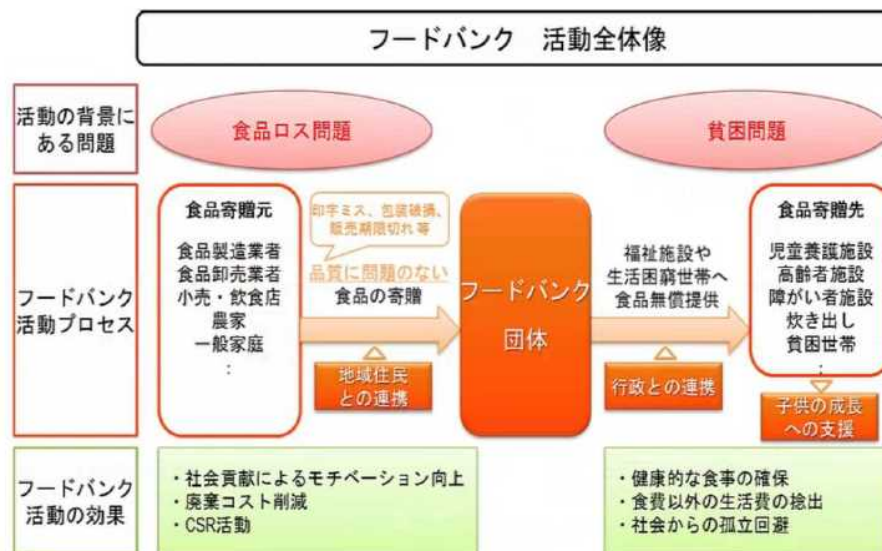 フードバンク　活動全体像
活動の背景に
ある問題
食品ロス問題
貧困問題
フードバンク
活動プロセス
食品寄贈元
食品製造業者
食品卸売業者
小売・飲食店
農家
一般家庭
:
印字ミス、包装破損、
販売期限切れ 等
品質に問題のない
食品の寄贈
地域住民
との連携
フードバンク
団体
福祉施設や
生活困窮世帯へ
食品無償提供
行政との連携
食品寄贈先
児童養護施設
高齢者施設
障がい者施設
炊き出し
貧困世帯
:
子供の成長
への支援
フードバンク
活動の効果
・社会貢献によるモチベーション向上
・廃棄コスト削減
・CSR活動
・健康的な食事の確保
・食費以外の生活費の捻出
・社会からの孤立回避